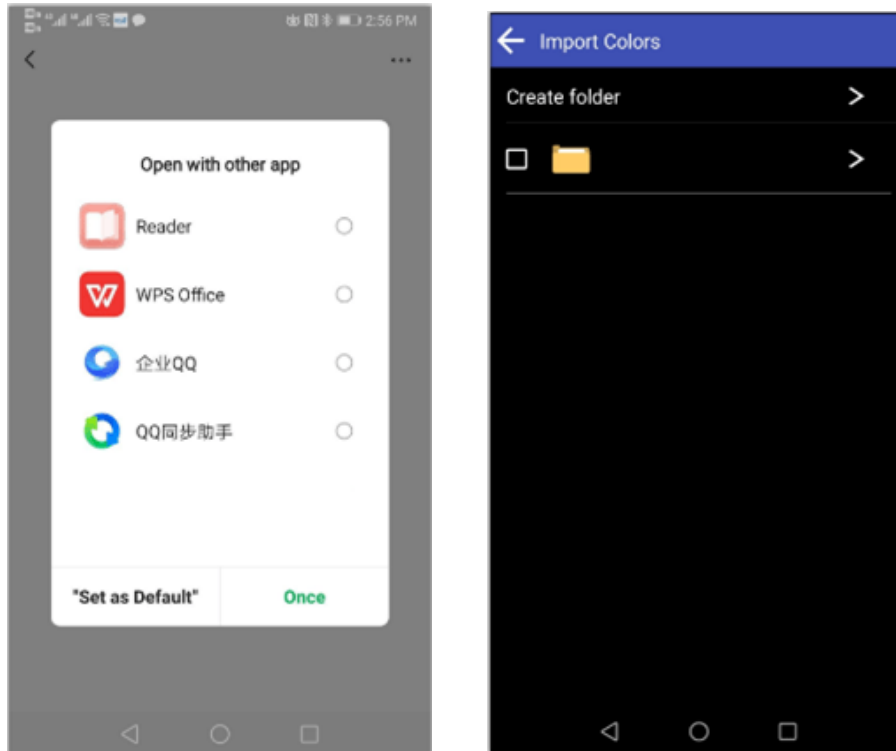 2:56 PM
Open with other app
Reader
WPS Office
企业QQ
QQ同步助手
"Set as Default"
Once
Import Colors
Create folder